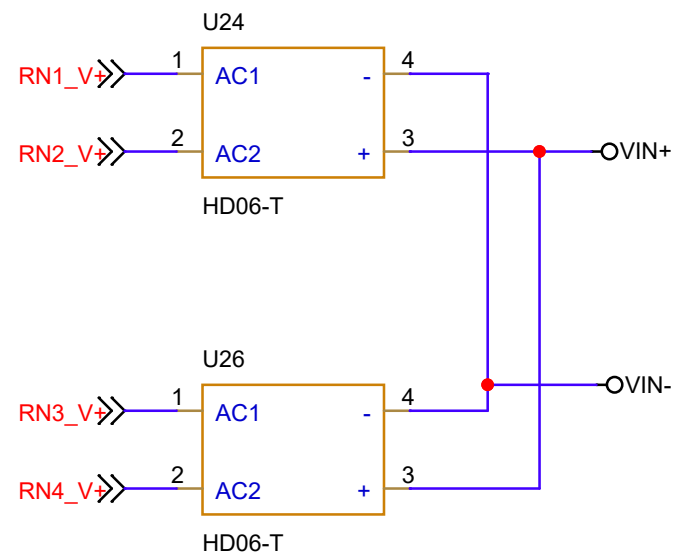 U24
RN1_V+ 1 AC1 - 4
RN2_V+ 2 AC2 + 3 VIN+
HD06-T
U26
VIN-
RN3_V+ 1 AC1 - 4
RN4_V+ 2 AC2 + 3
HD06-T